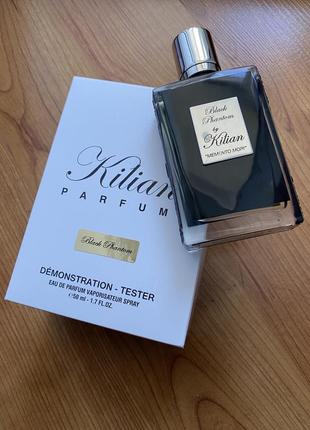 Black
Phantom
by
Kilian
"MEMENTO MORI"
Kilian
PARFUM
Black Phantom
DÉMONSTRATION - TESTER
EAU DE PARFUM VAPORISATEUR SPRAY
50 ml - 1.7 FL.OZ.